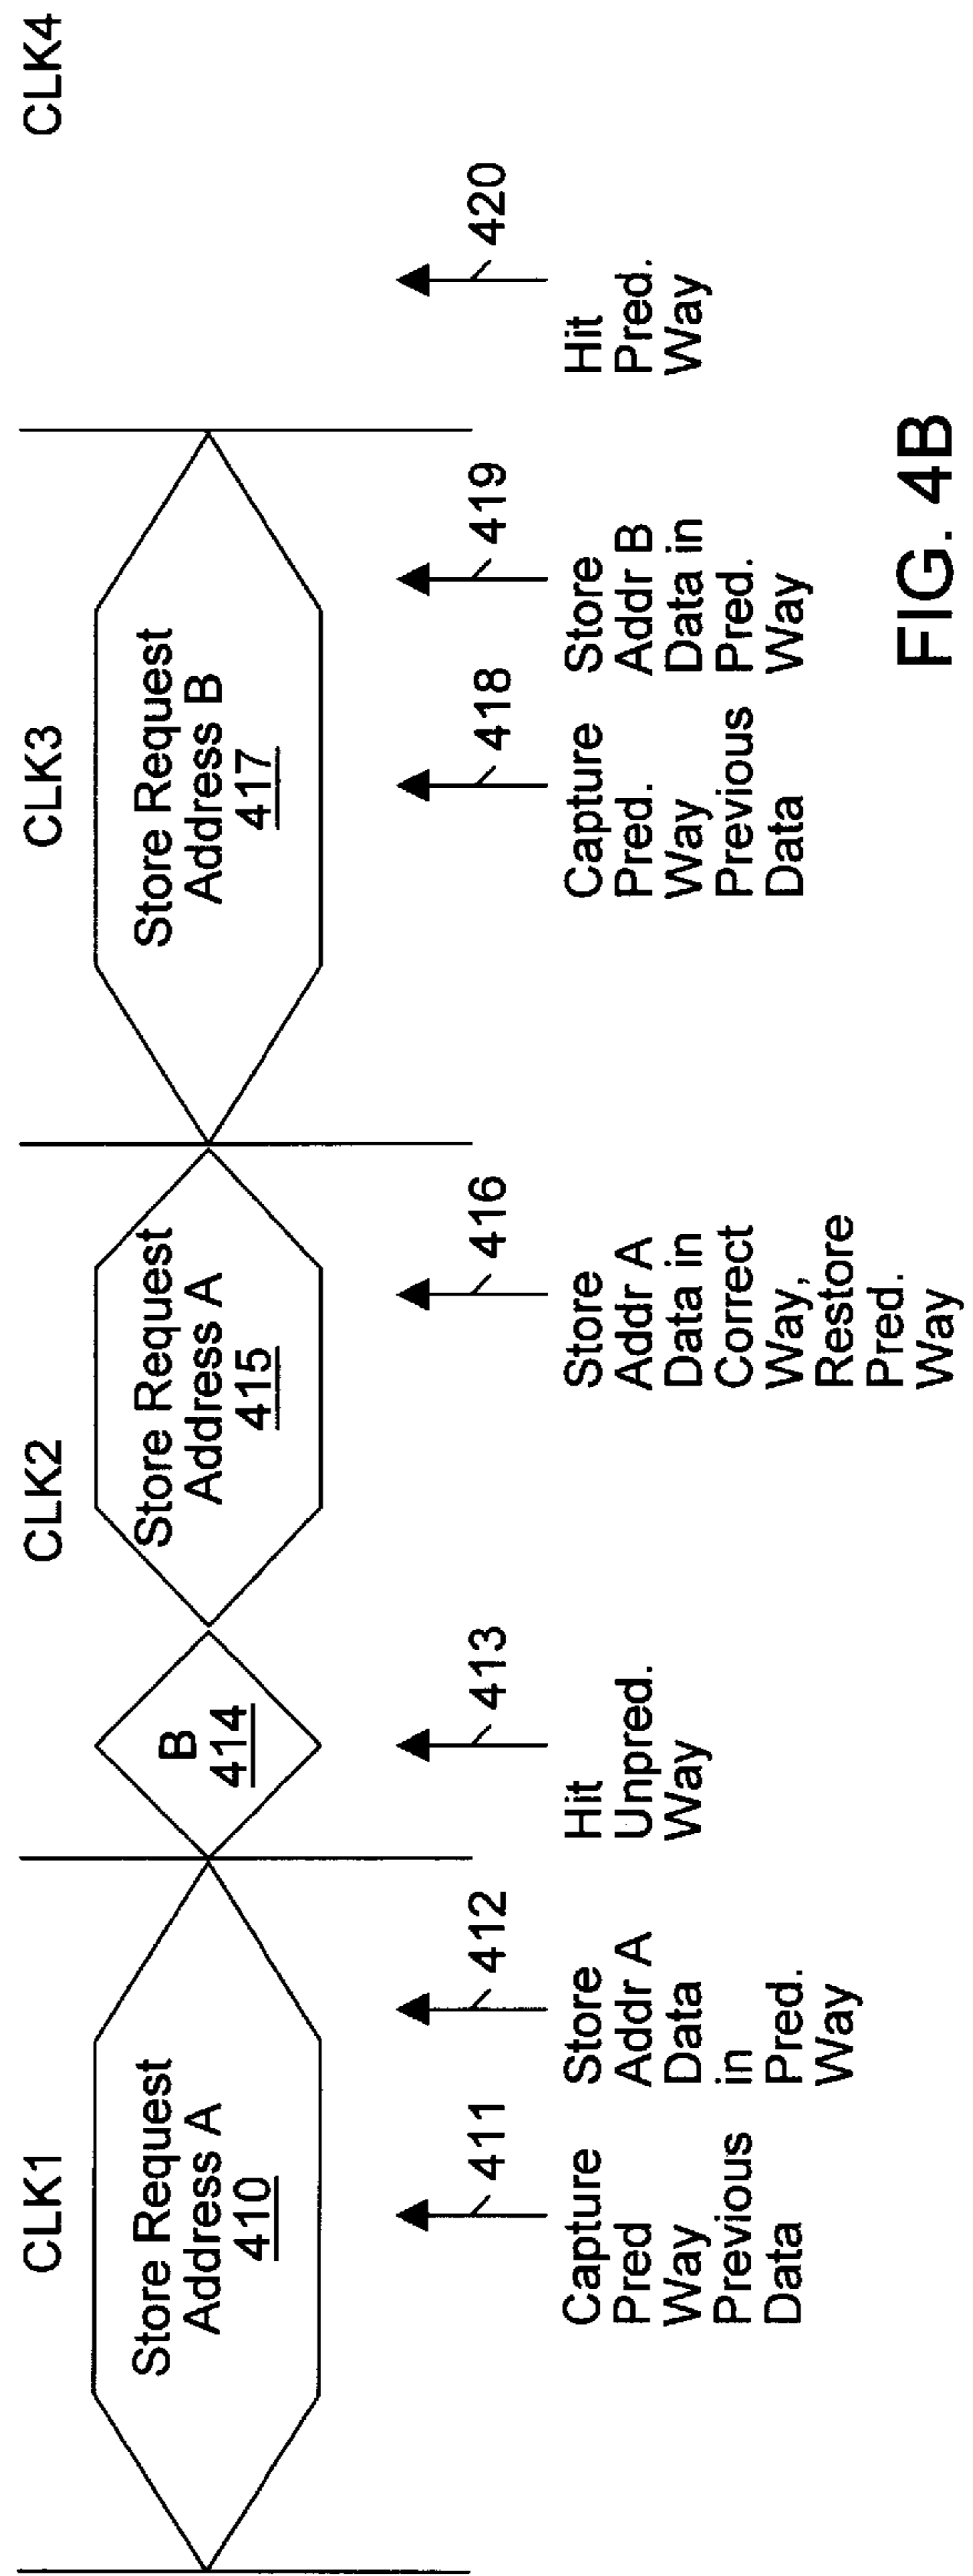 CLK1
CLK2
CLK3
CLK4
Store Request
Address A
410
B
414
Store Request
Address A
415
Store Request
Address B
417
411
412
413
416
418
419
420
Capture
Pred
Way
Previous
Data
Store
Addr A
Data
in
Pred.
Way
Hit
Unpred.
Way
Store
Addr A
Data in
Correct
Way,
Restore
Pred.
Way
Capture
Pred.
Way
Previous
Data
Store
Addr B
Data in
Pred.
Way
Hit
Pred.
Way
FIG. 4B